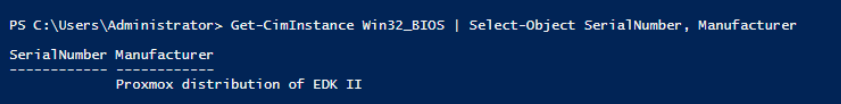 PS C:\Users\Administrator> Get-CimInstance Win32_BIOS | Select-Object SerialNumber, Manufacturer
SerialNumber Manufacturer
------------ ------------
             Proxmox distribution of EDK II